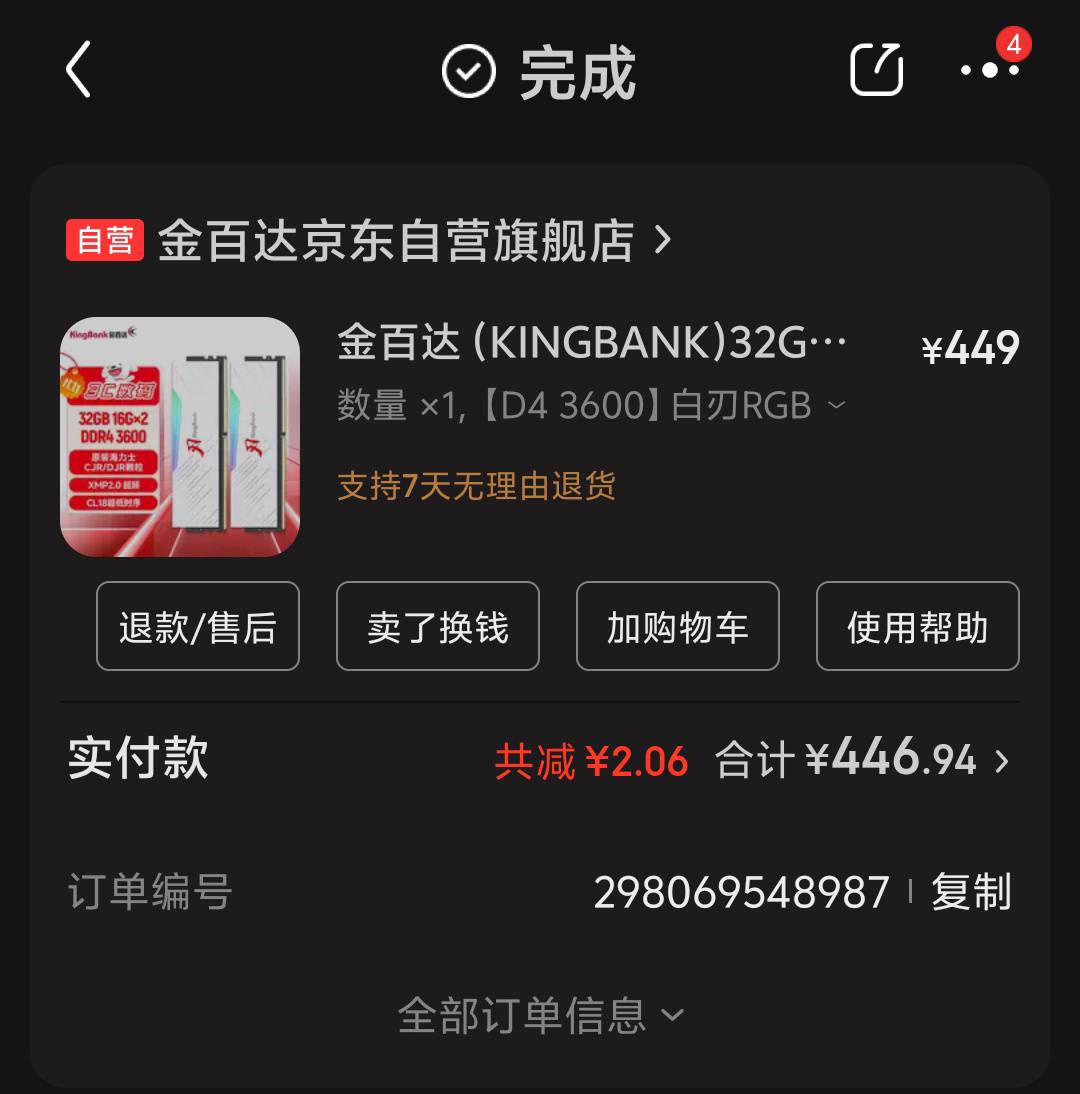 4
完成
自营 金百达京东自营旗舰店
KingBank 金百达
11.11
3C数码
32GB 16G×2
DDR4 3600
原装海力士
CJR/DJR颗粒
XMP2.0 超频
CL18超低时序
刃
刃
金百达 (KINGBANK)32G… ¥449
数量 ×1,【D4 3600】白刃RGB
支持7天无理由退货
退款/售后 卖了换钱 加购物车 使用帮助
实付款 共减 ¥2.06 合计 ¥446.94
订单编号 298069548987 | 复制
全部订单信息